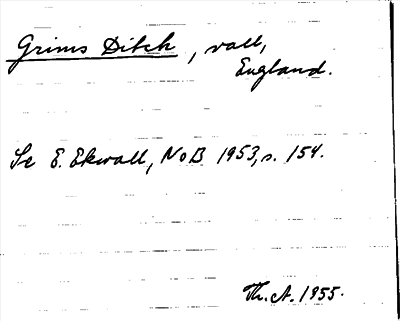 Grims Ditch, vall,
England.
Se E. Ekwall, NoB 1953, s. 154.
Th. A. 1955.